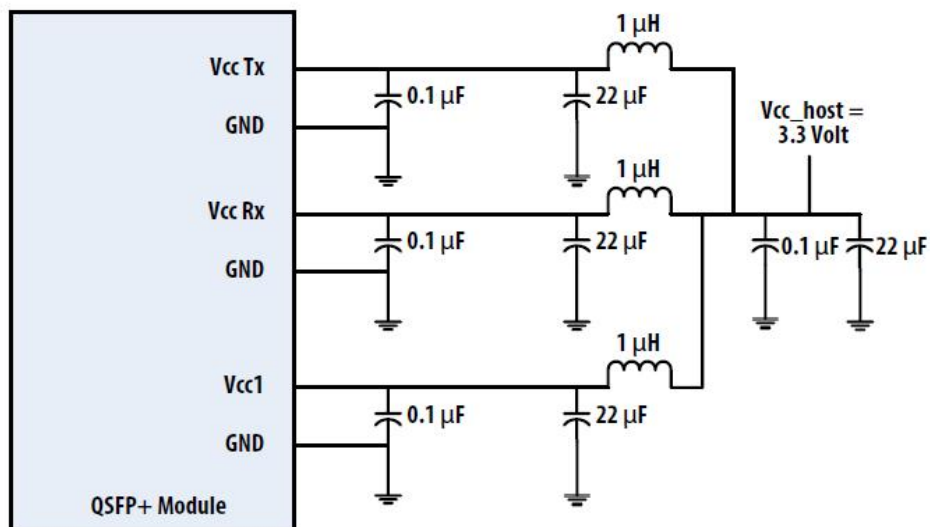 1 μH
Vcc Tx
0.1 μF
22 μF
GND
Vcc_host =
3.3 Volt
1 μH
Vcc Rx
0.1 μF
22 μF
0.1 μF
22 μF
GND
1 μH
Vcc1
0.1 μF
22 μF
GND
QSFP+ Module